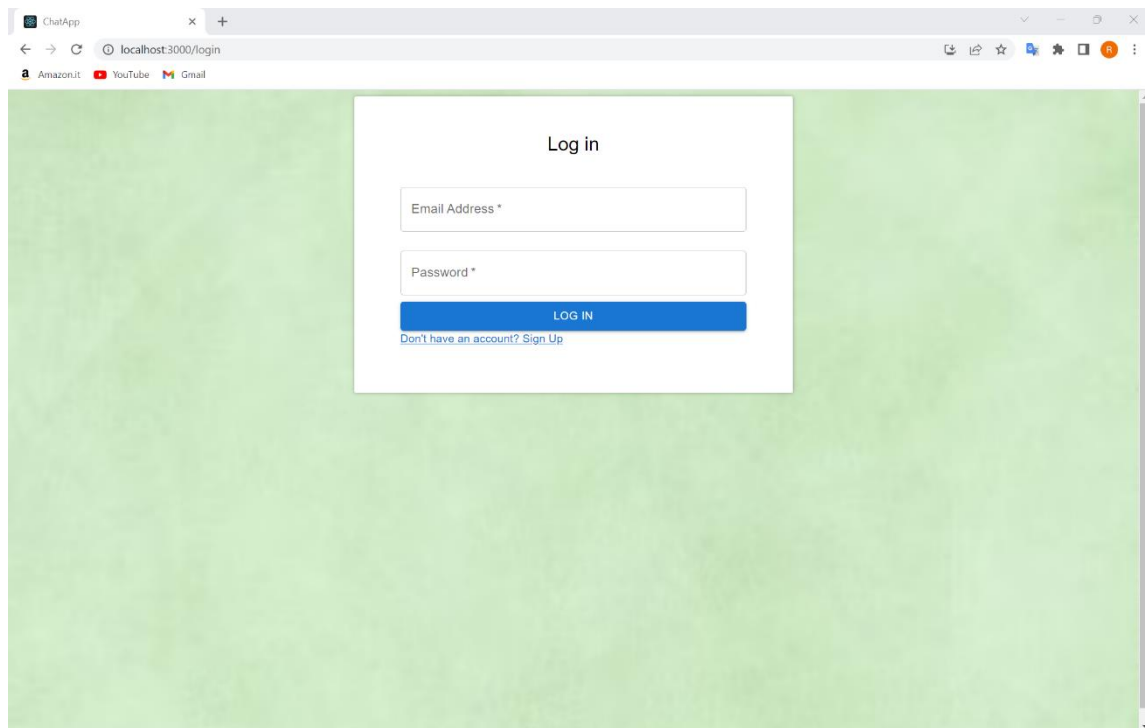 ChatApp
localhost:3000/login
R
a Amazon.it YouTube Gmail
Log in
Email Address *
Password *
LOG IN
Don't have an account? Sign Up